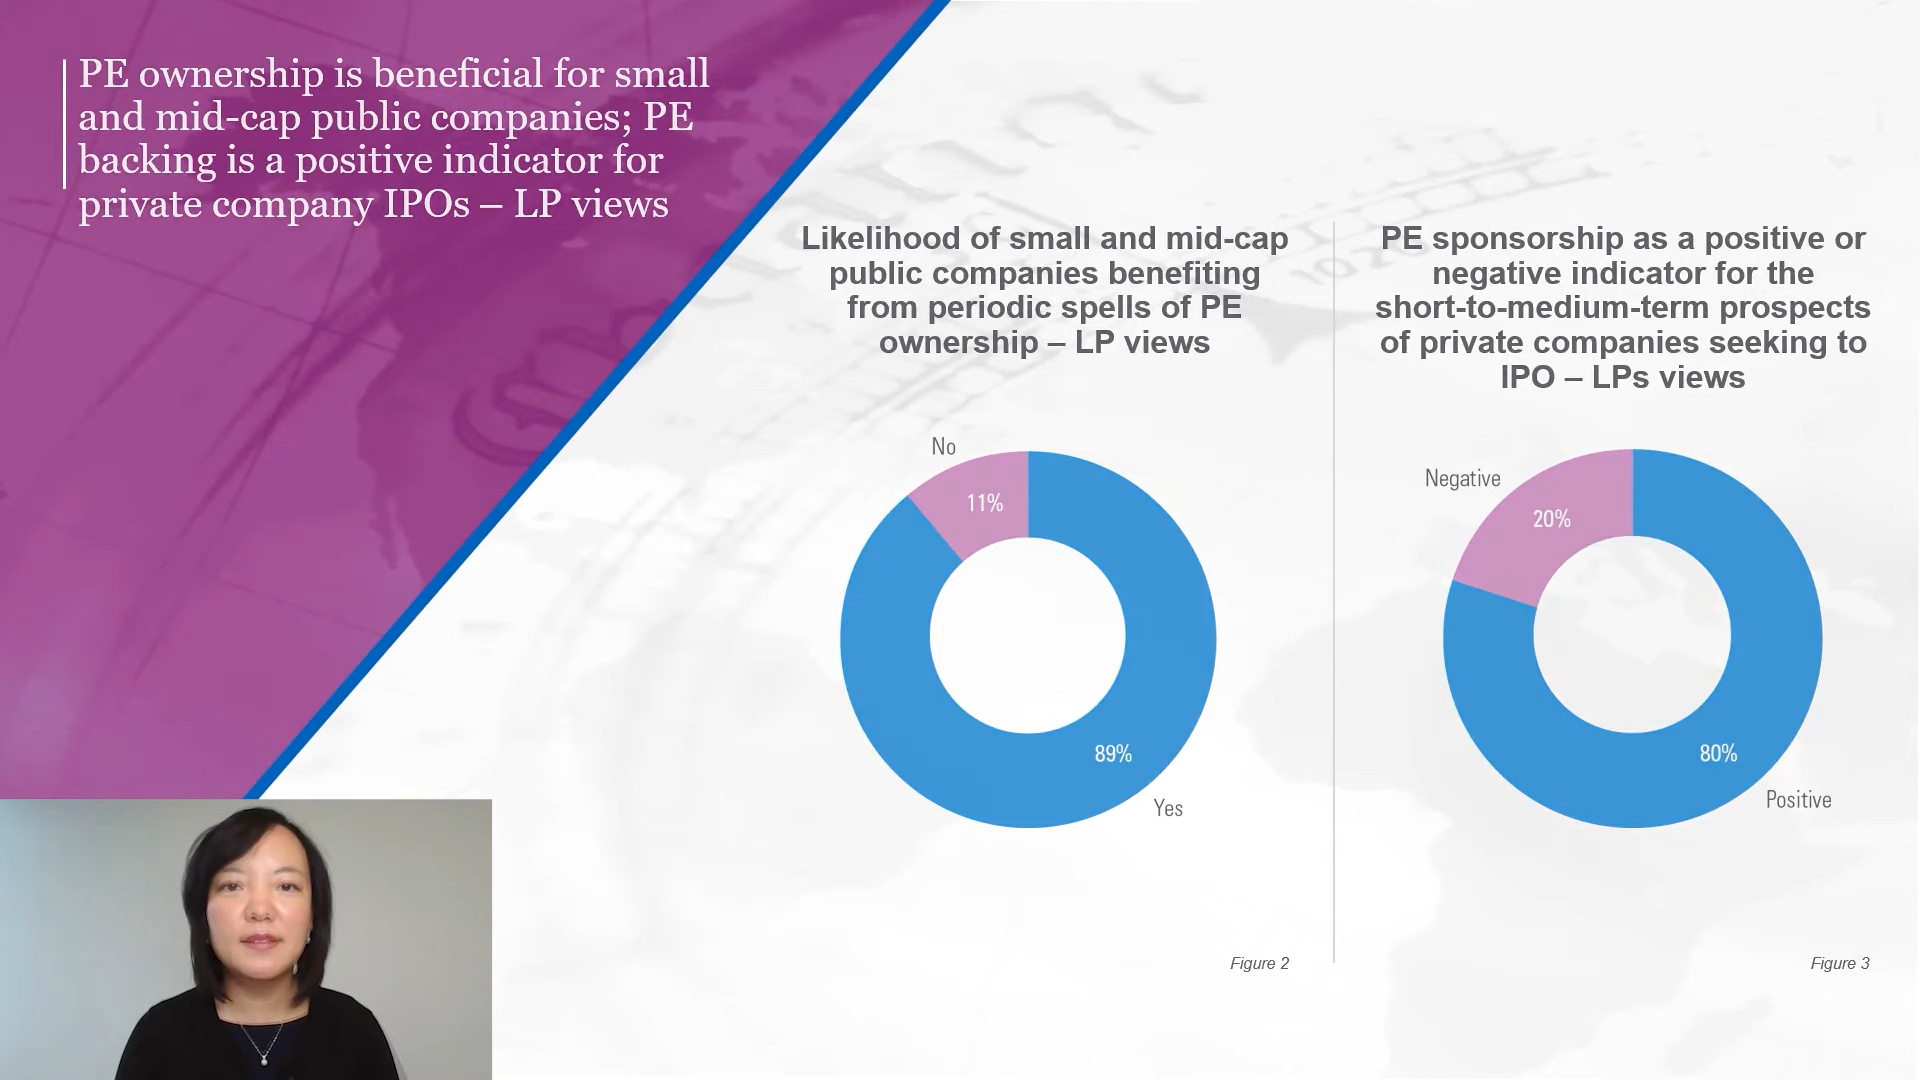 PE ownership is beneficial for small
and mid-cap public companies; PE
backing is a positive indicator for
private company IPOs – LP views
Likelihood of small and mid-cap
public companies benefiting
from periodic spells of PE
ownership – LP views
No
11%
89%
Yes
Figure 2
PE sponsorship as a positive or
negative indicator for the
short-to-medium-term prospects
of private companies seeking to
IPO – LPs views
Negative
20%
80%
Positive
Figure 3